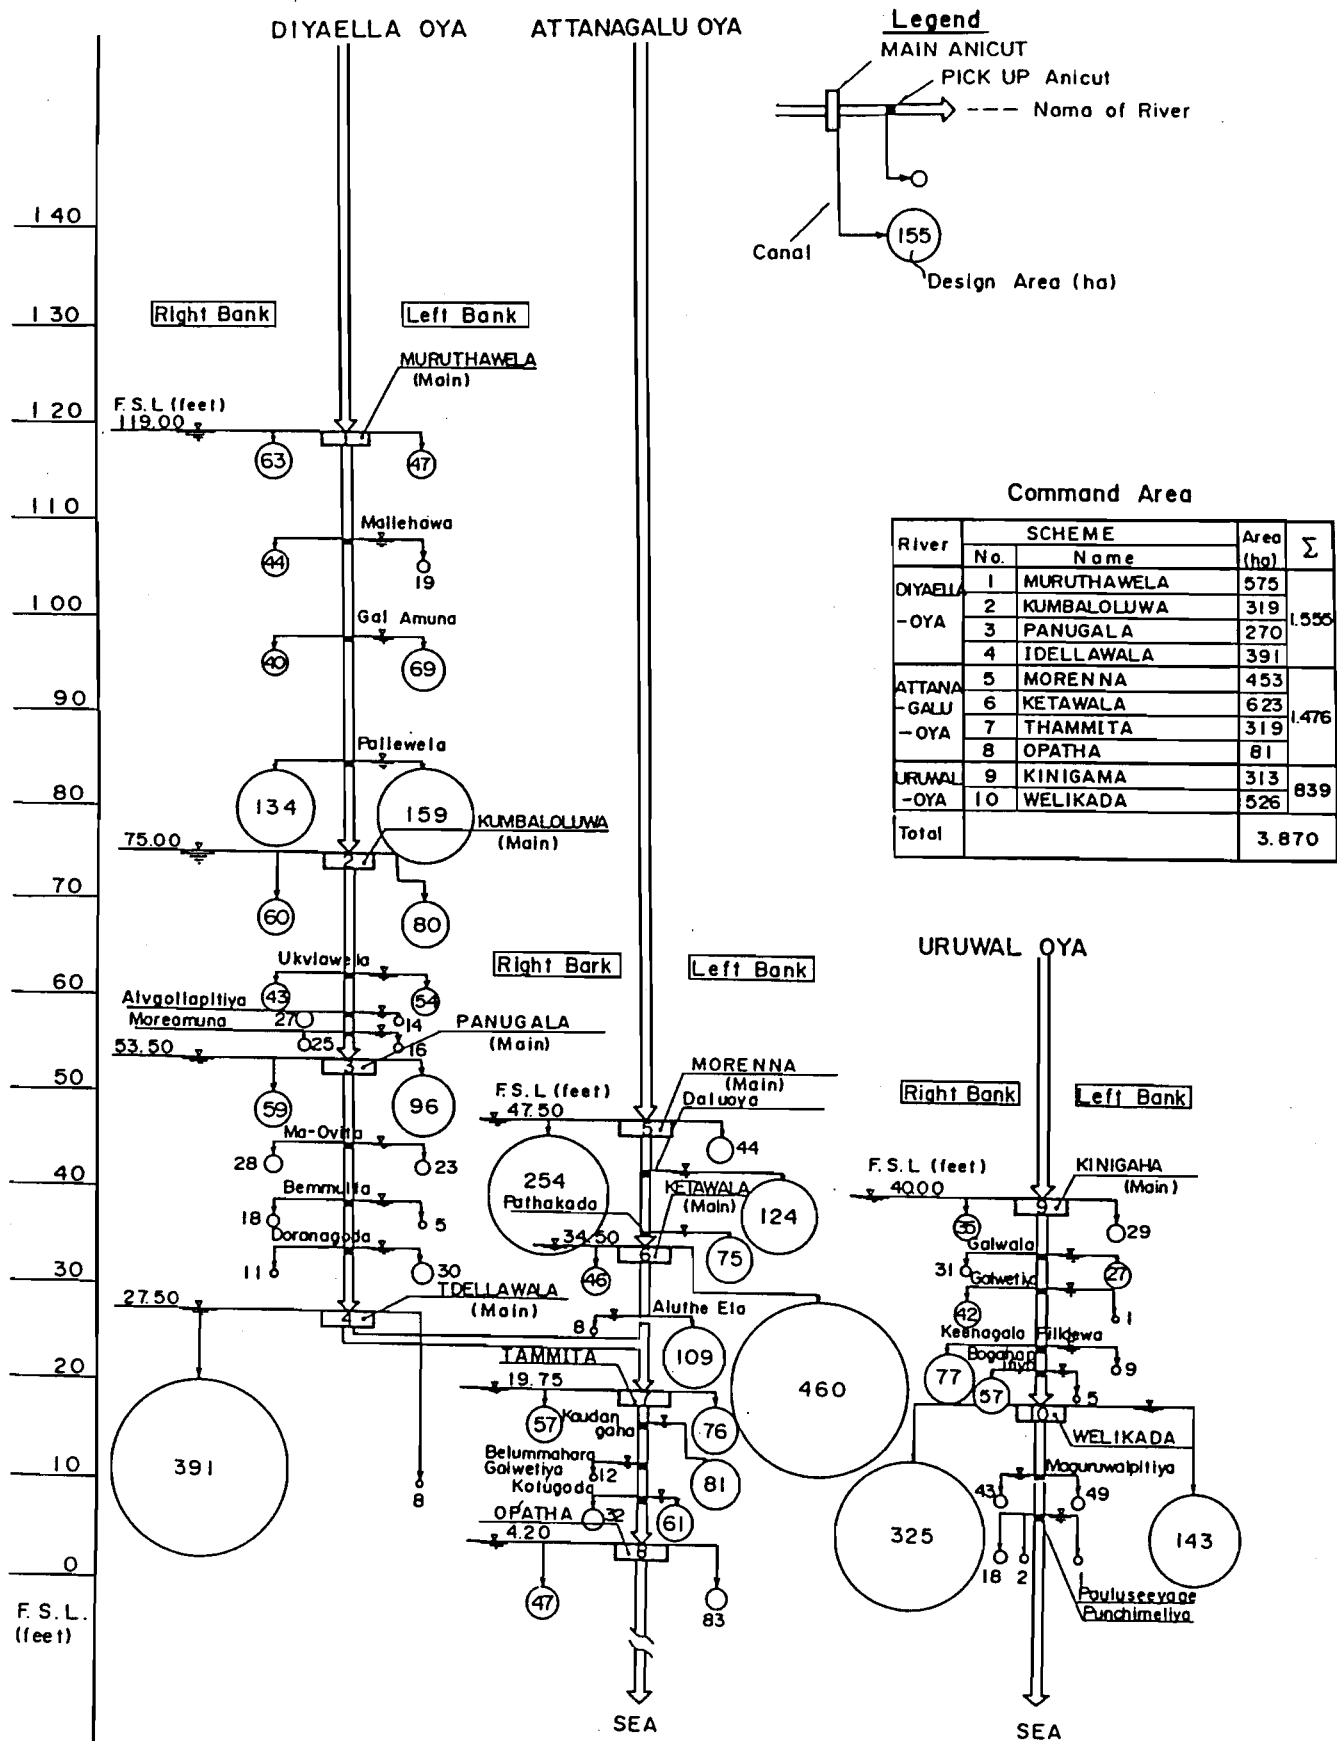 DIYAELLA OYA
ATTANAGALU OYA
Legend
MAIN ANICUT
PICK UP Anicut
---- Noma of River
Canal
155
Design Area (ha)
140
130
120
110
100
90
80
70
60
50
40
30
20
10
0
F. S. L.
(feet)
Right Bank
Left Bank
MURUTHAWELA
(Main)
F. S. L (feet)
119.00
1
63
47
Mallehawa
44
19
Gal Amuna
40
69
Pallewela
134
159
KUMBALOLUWA
(Main)
75.00
2
60
80
Ukviawela
43
54
Alvgollapitiya
27
14
Moreamuna
25
16
PANUGALA
(Main)
53.50
3
59
96
Ma-Ovita
28
23
Bemmulla
18
5
Doranagoda
11
30
IDELLAWALA
(Main)
27.50
4
391
8
Right Bark
Left Bank
MORENNA
(Main)
Daluoya
F. S. L (feet)
47.50
5
44
254
124
KETAWALA
(Main)
Pathakada
75
34.50
6
46
460
Aluthe Ela
8
109
TAMMITA
19.75
7
57
76
Kaudan
gaha
81
Belummahara
Galwetiya
12
Kotugoda
32
61
OPATHA
4.20
8
47
83
SEA
Command Area
River SCHEME Area (ha) Σ
No. Name
DIYAELLA -OYA 1 MURUTHAWELA 575 1.555
2 KUMBALOLUWA 319
3 PANUGALA 270
4 IDELLAWALA 391
ATTANA -GALU -OYA 5 MORENNA 453 1.476
6 KETAWALA 623
7 THAMMITA 319
8 OPATHA 81
URUWAL -OYA 9 KINIGAMA 313 839
10 WELIKADA 526
Total 3.870
URUWAL OYA
Right Bank
Left Bank
F. S. L (feet)
40.00
KINIGAHA
(Main)
9
35
29
Galwala
31
27
Galwetiya
42
1
Keenagala
77
9
57
5
10
WELIKADA
325
143
Maguruwalpitiya
43
49
18
2
1
Pauluseevage
Punchimeliya
SEA